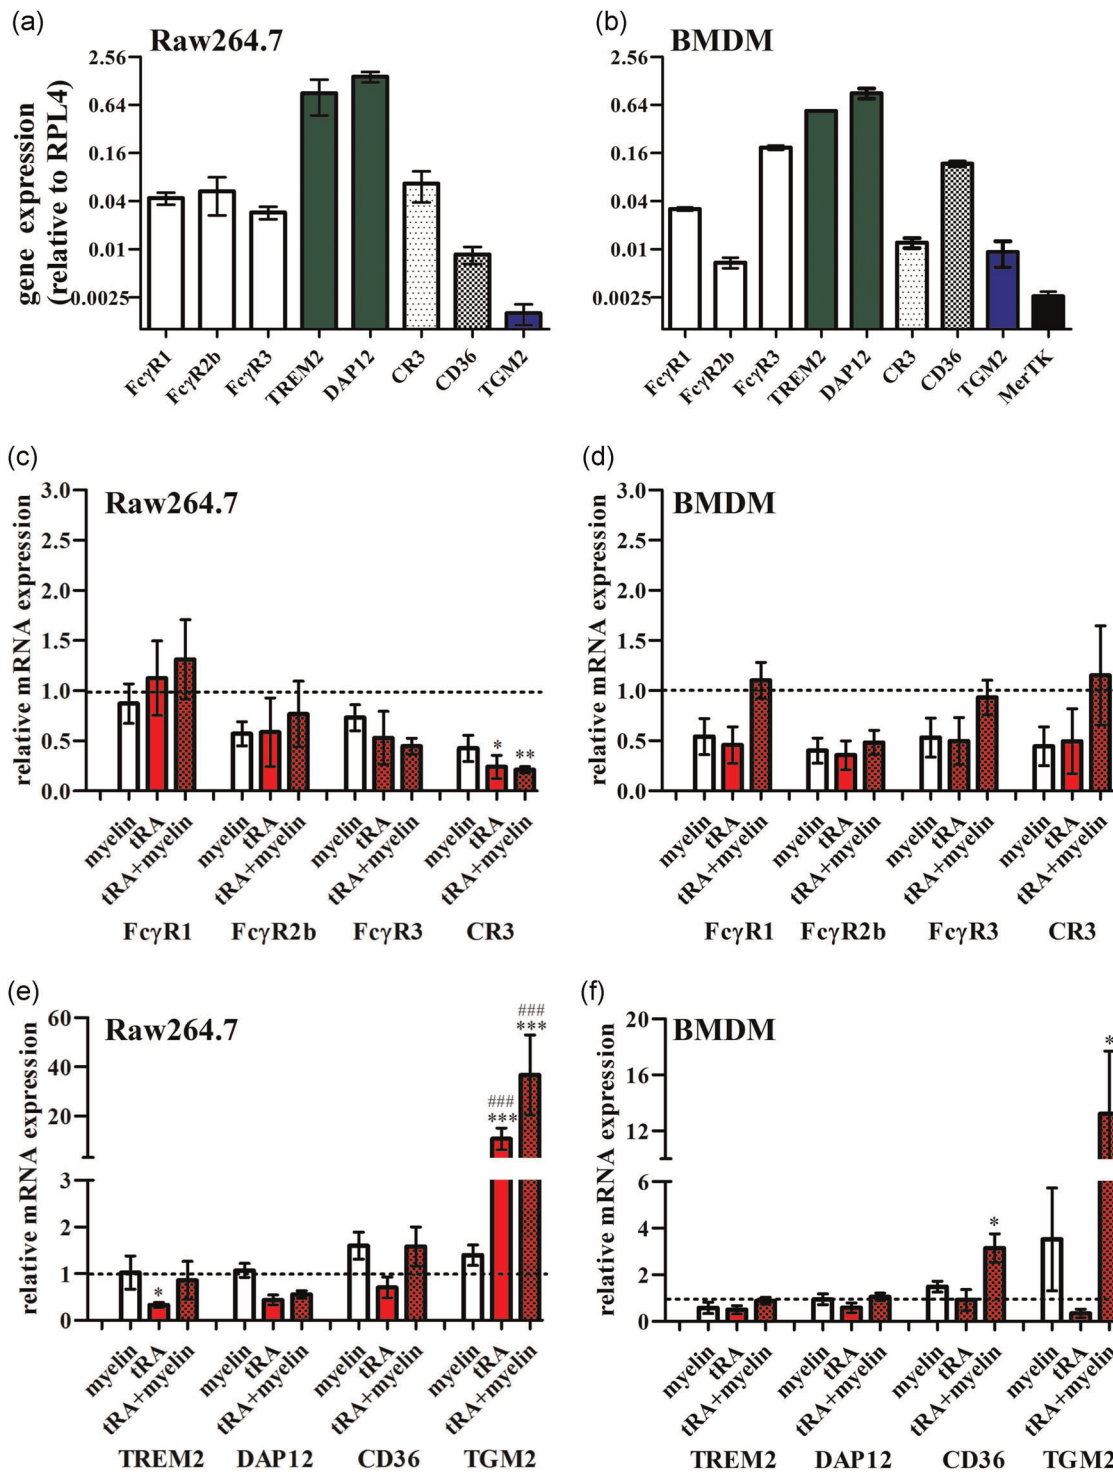 (a)
Raw264.7
gene expression
(relative to RPL4)
2.56
0.64
0.16
0.04
0.01
0.0025
FcγR1
FcγR2b
FcγR3
TREM2
DAP12
CR3
CD36
TGM2
(b)
BMDM
2.56
0.64
0.16
0.04
0.01
0.0025
FcγR1
FcγR2b
FcγR3
TREM2
DAP12
CR3
CD36
TGM2
MerTK
(c)
Raw264.7
relative mRNA expression
3.0
2.5
2.0
1.5
1.0
0.5
0.0
*
**
myelin
tRA
tRA+myelin
myelin
tRA
tRA+myelin
myelin
tRA
tRA+myelin
myelin
tRA
tRA+myelin
FcγR1
FcγR2b
FcγR3
CR3
(d)
BMDM
relative mRNA expression
3.0
2.5
2.0
1.5
1.0
0.5
0.0
myelin
tRA
tRA+myelin
myelin
tRA
tRA+myelin
myelin
tRA
tRA+myelin
myelin
tRA
tRA+myelin
FcγR1
FcγR2b
FcγR3
CR3
(e)
Raw264.7
relative mRNA expression
60
40
20
3
2
1
0
*
###
***
###
***
myelin
tRA
tRA+myelin
myelin
tRA
tRA+myelin
myelin
tRA
tRA+myelin
myelin
tRA
tRA+myelin
TREM2
DAP12
CD36
TGM2
(f)
BMDM
relative mRNA expression
20
16
12
6
4
2
0
*
*
myelin
tRA
tRA+myelin
myelin
tRA
tRA+myelin
myelin
tRA
tRA+myelin
myelin
tRA
tRA+myelin
TREM2
DAP12
CD36
TGM2